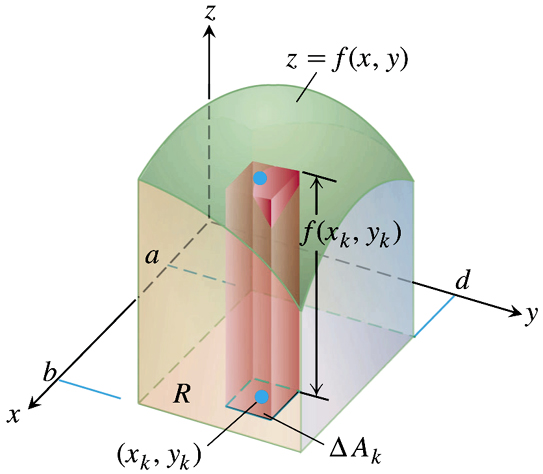 z
z = f(x, y)
f(x_k, y_k)
a
d
y
b
R
x
(x_k, y_k)
ΔA_k